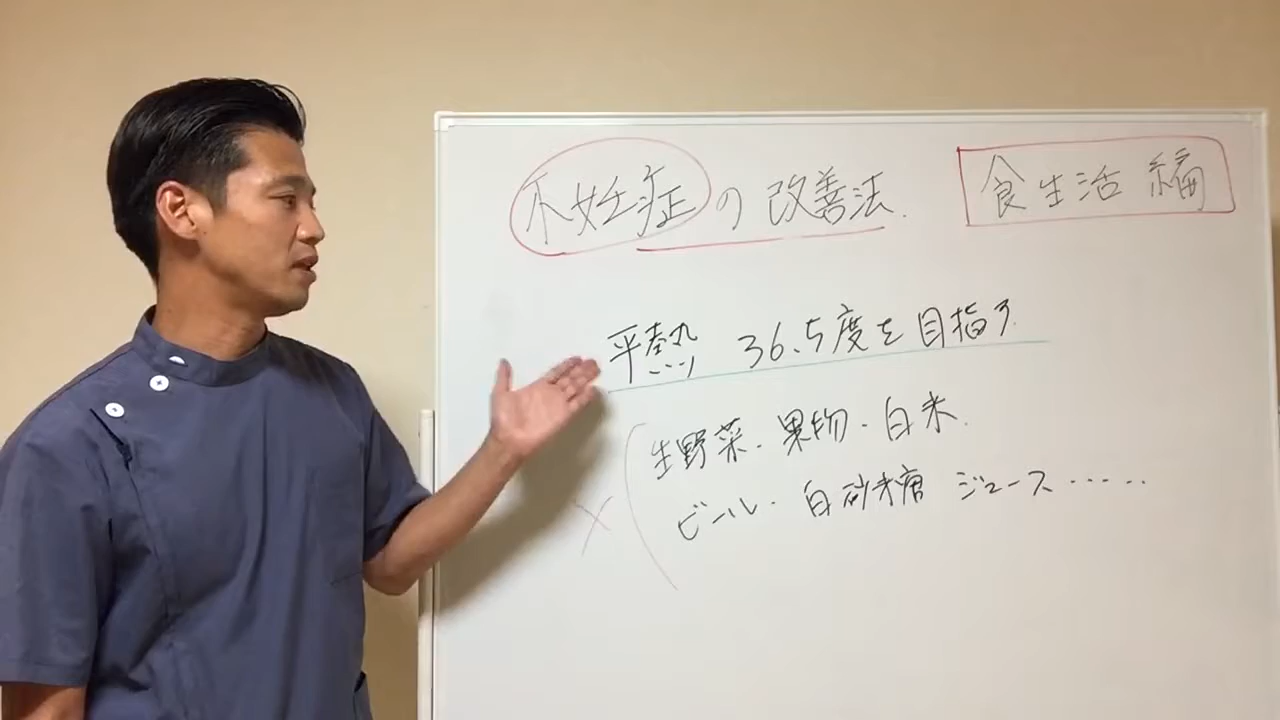 不妊症の改善法.
食生活 編
平熱 36.5度を目指す.
生野菜・果物・白米.
×
ビール・白砂糖 ジュース……